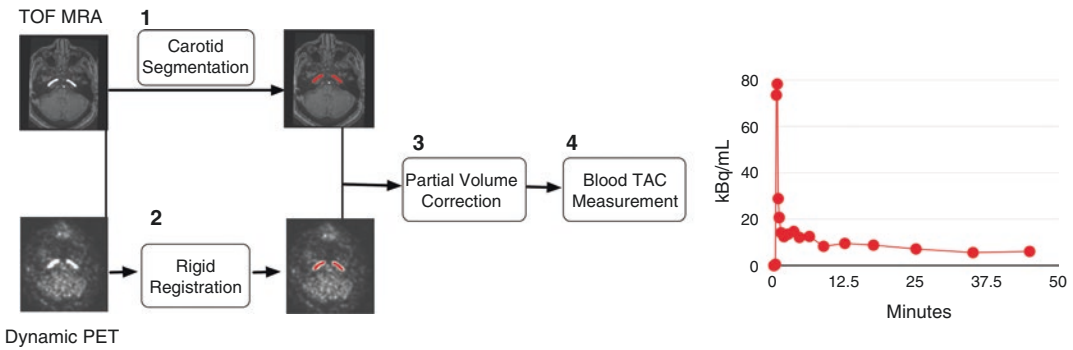 TOF MRA
1
Carotid
Segmentation
2
Rigid
Registration
Dynamic PET
3
Partial Volume
Correction
4
Blood TAC
Measurement
kBq/mL
80
60
40
20
0
0 12.5 25 37.5 50
Minutes